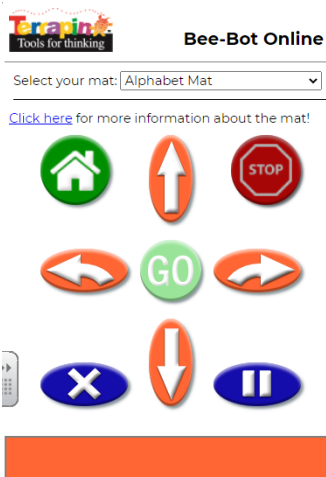 Terrapin
Tools for thinking
Bee-Bot Online
Select your mat: Alphabet Mat
Click here for more information about the mat!
STOP
GO